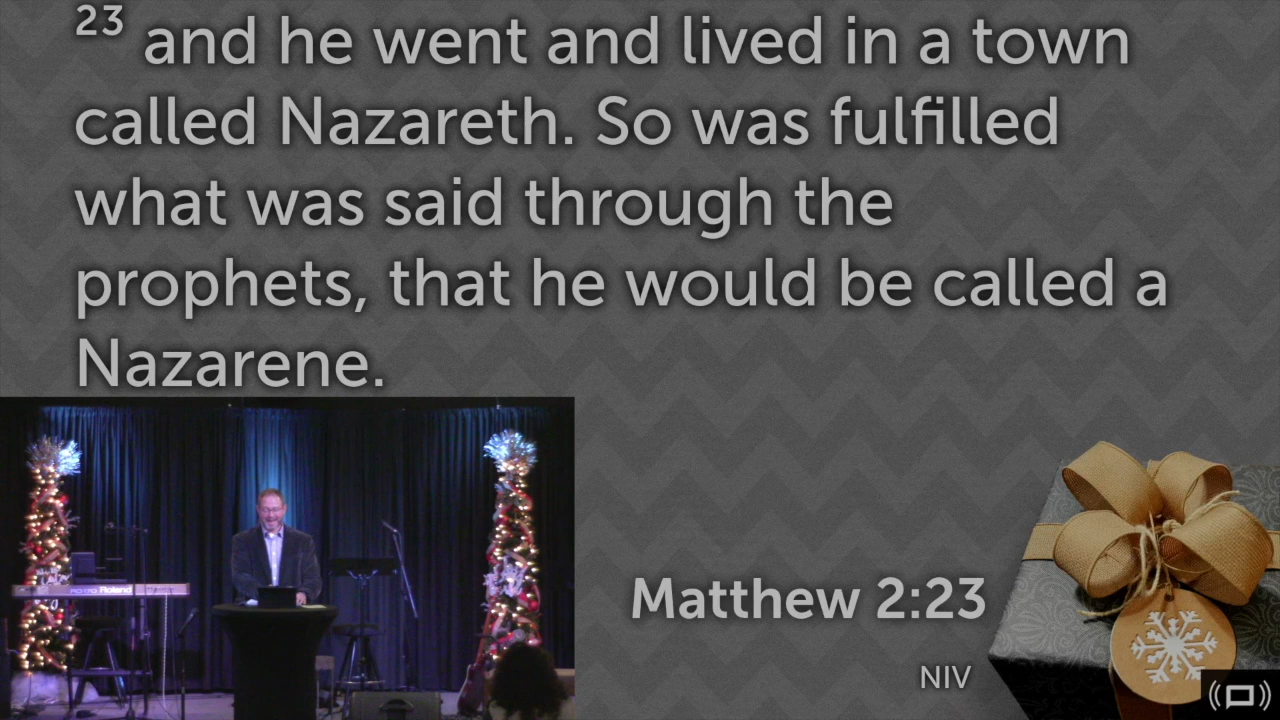 23 and he went and lived in a town
called Nazareth. So was fulfilled
what was said through the
prophets, that he would be called a
Nazarene.
Matthew 2:23
NIV
Roland